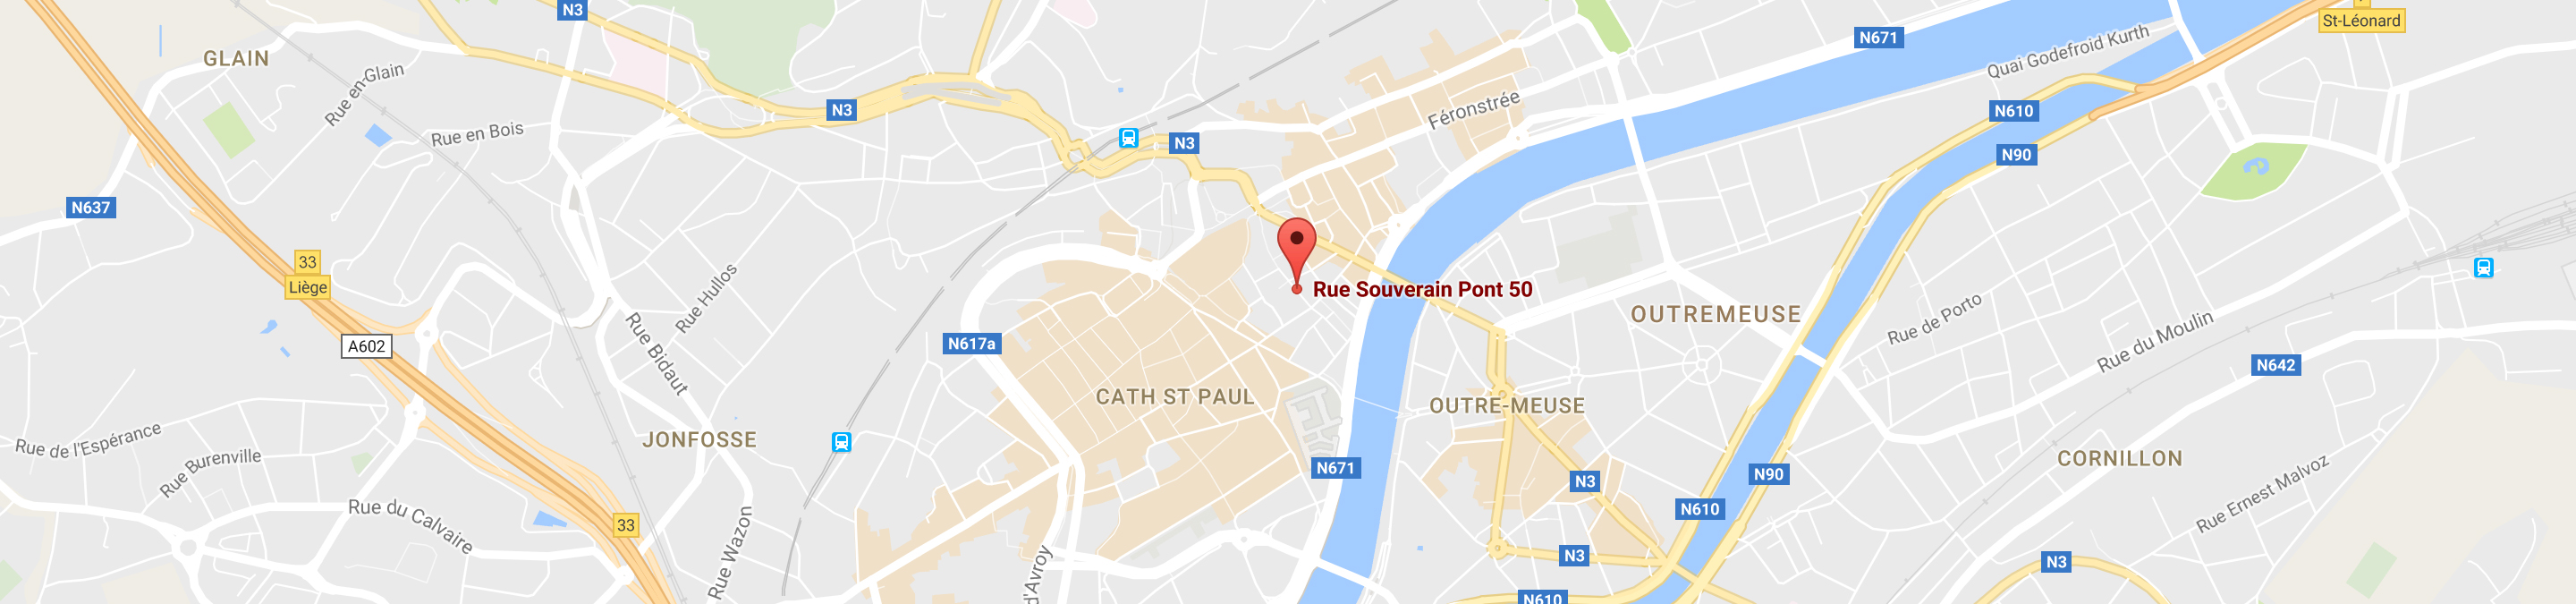 N3
N671
St-Léonard
Quai Godefroid Kurth
GLAIN
Rue en Glain
Rue en Bois
N3
N3
Féronstrée
N610
N90
N637
33
Liège
A602
Rue Hullos
Rue Bidaut
N617a
Rue Souverain Pont 50
OUTREMEUSE
Rue de Porto
Rue du Moulin
N642
CATH ST PAUL
OUTRE-MEUSE
JONFOSSE
Rue de l'Espérance
Rue Burenville
N671
N3
N90
CORNILLON
Rue Ernest Malvoz
N610
33
Rue du Calvaire
Rue Wazon
d'Avroy
N3
N3
N610